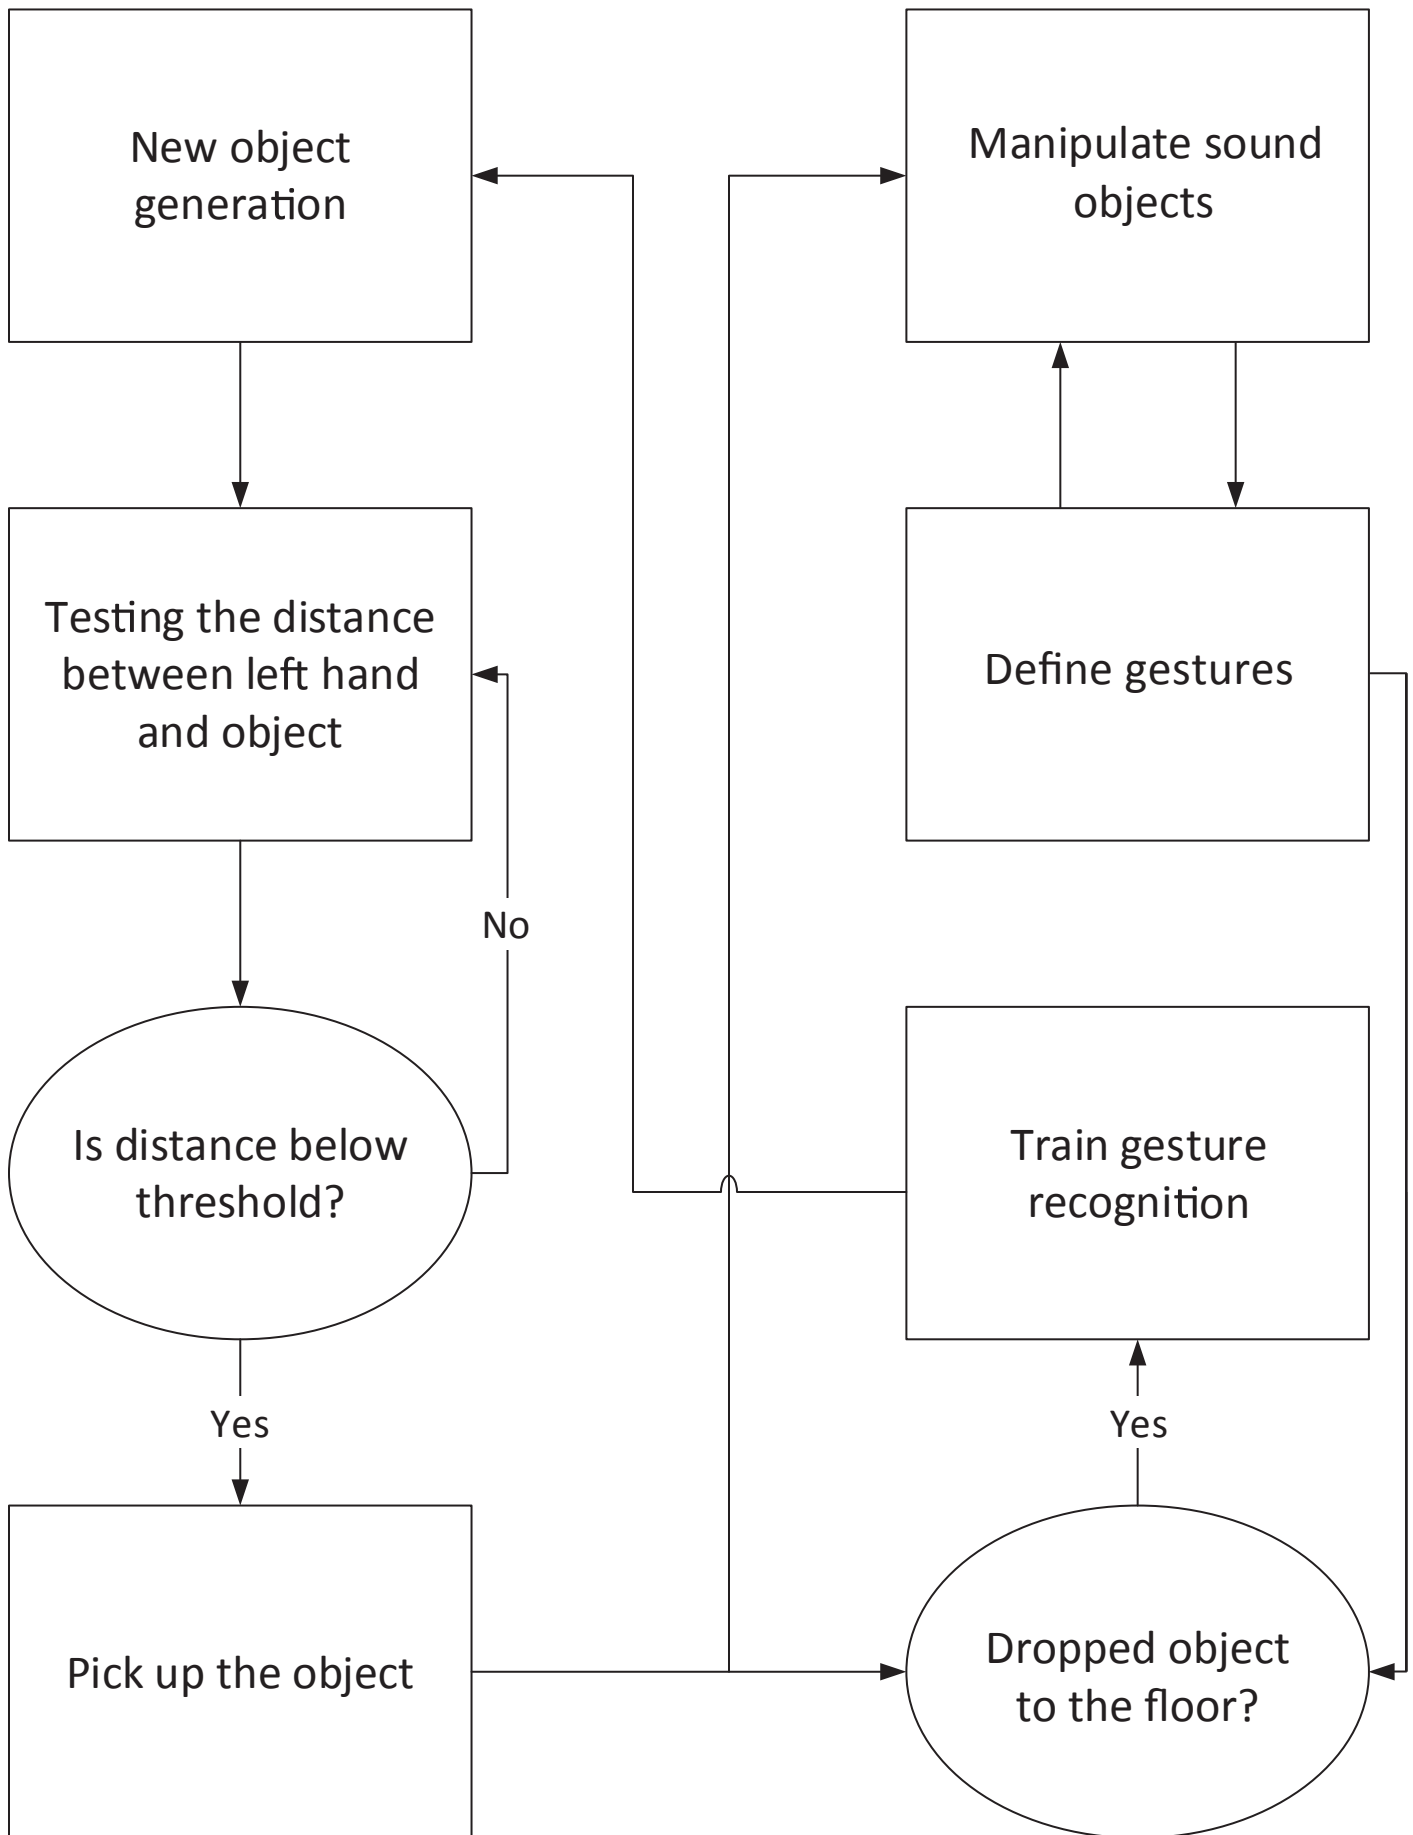 New object
generation
Manipulate sound
objects
Testing the distance
between left hand
and object
Define gestures
No
Is distance below
threshold?
Train gesture
recognition
Yes
Yes
Pick up the object
Dropped object
to the floor?